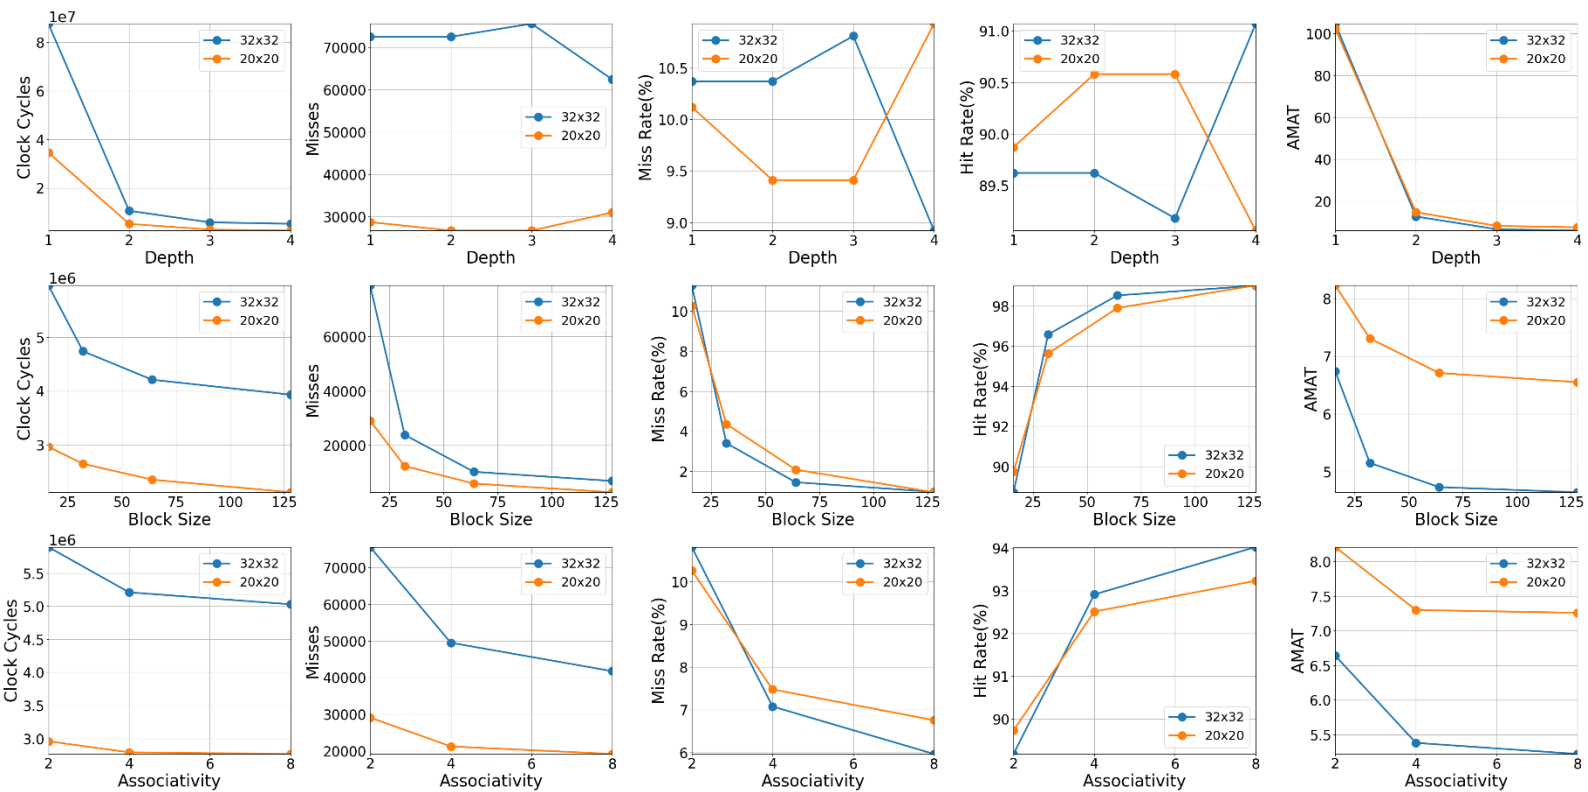 1e7
8
6
4
2
Clock Cycles
32x32
20x20
1 2 3 4
Depth
70000
60000
50000
40000
30000
Misses
32x32
20x20
1 2 3 4
Depth
10.5
10.0
9.5
9.0
Miss Rate(%)
32x32
20x20
1 2 3 4
Depth
91.0
90.5
90.0
89.5
Hit Rate(%)
32x32
20x20
1 2 3 4
Depth
100
80
60
40
20
AMAT
32x32
20x20
1 2 3 4
Depth
1e6
5
4
3
Clock Cycles
32x32
20x20
25 50 75 100 125
Block Size
60000
40000
20000
Misses
32x32
20x20
25 50 75 100 125
Block Size
10
8
6
4
2
Miss Rate(%)
32x32
20x20
25 50 75 100 125
Block Size
98
96
94
92
90
Hit Rate(%)
32x32
20x20
25 50 75 100 125
Block Size
8
7
6
5
AMAT
32x32
20x20
25 50 75 100 125
Block Size
1e6
5.5
5.0
4.5
4.0
3.5
3.0
Clock Cycles
32x32
20x20
2 4 6 8
Associativity
70000
60000
50000
40000
30000
20000
Misses
32x32
20x20
2 4 6 8
Associativity
10
9
8
7
6
Miss Rate(%)
32x32
20x20
2 4 6 8
Associativity
94
93
92
91
90
Hit Rate(%)
32x32
20x20
2 4 6 8
Associativity
8.0
7.5
7.0
6.5
6.0
5.5
AMAT
32x32
20x20
2 4 6 8
Associativity